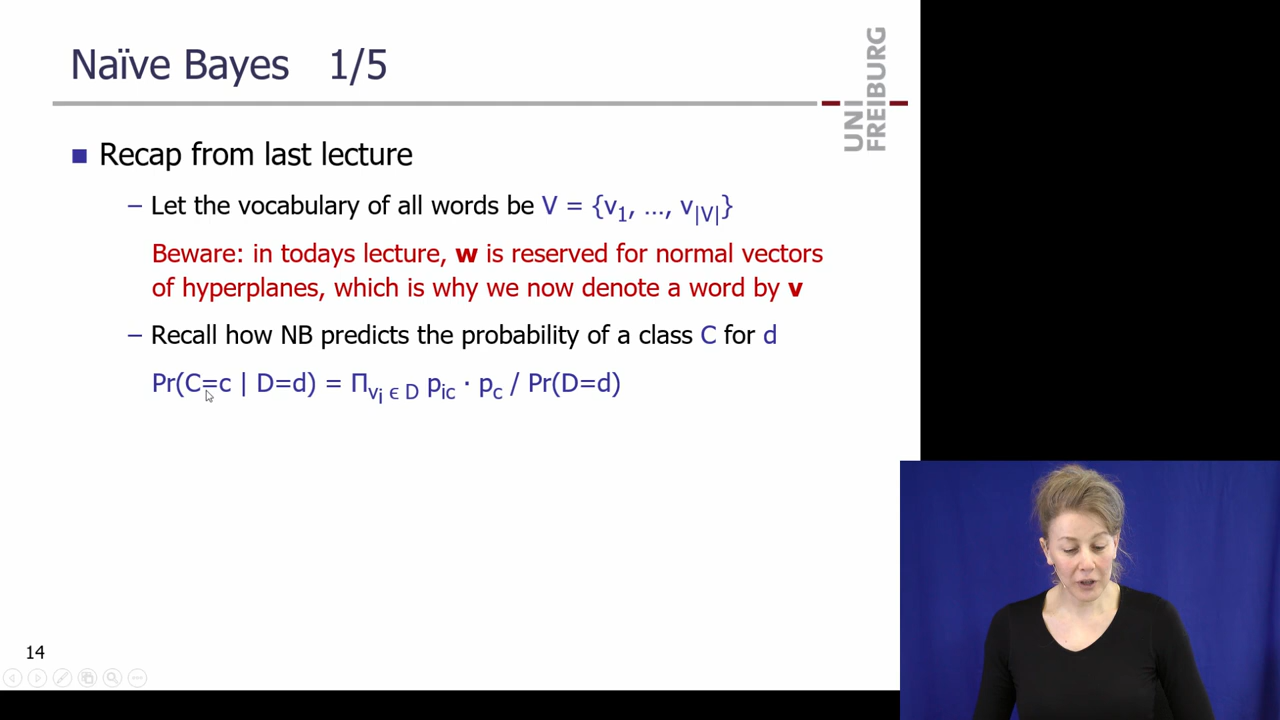 Naïve Bayes 1/5
UNI
FREIBURG
■ Recap from last lecture
– Let the vocabulary of all words be V = {v1, …, v|V|}
Beware: in todays lecture, w is reserved for normal vectors
of hyperplanes, which is why we now denote a word by v
– Recall how NB predicts the probability of a class C for d
Pr(C=c | D=d) = Πvi ϵ D pic · pc / Pr(D=d)
14